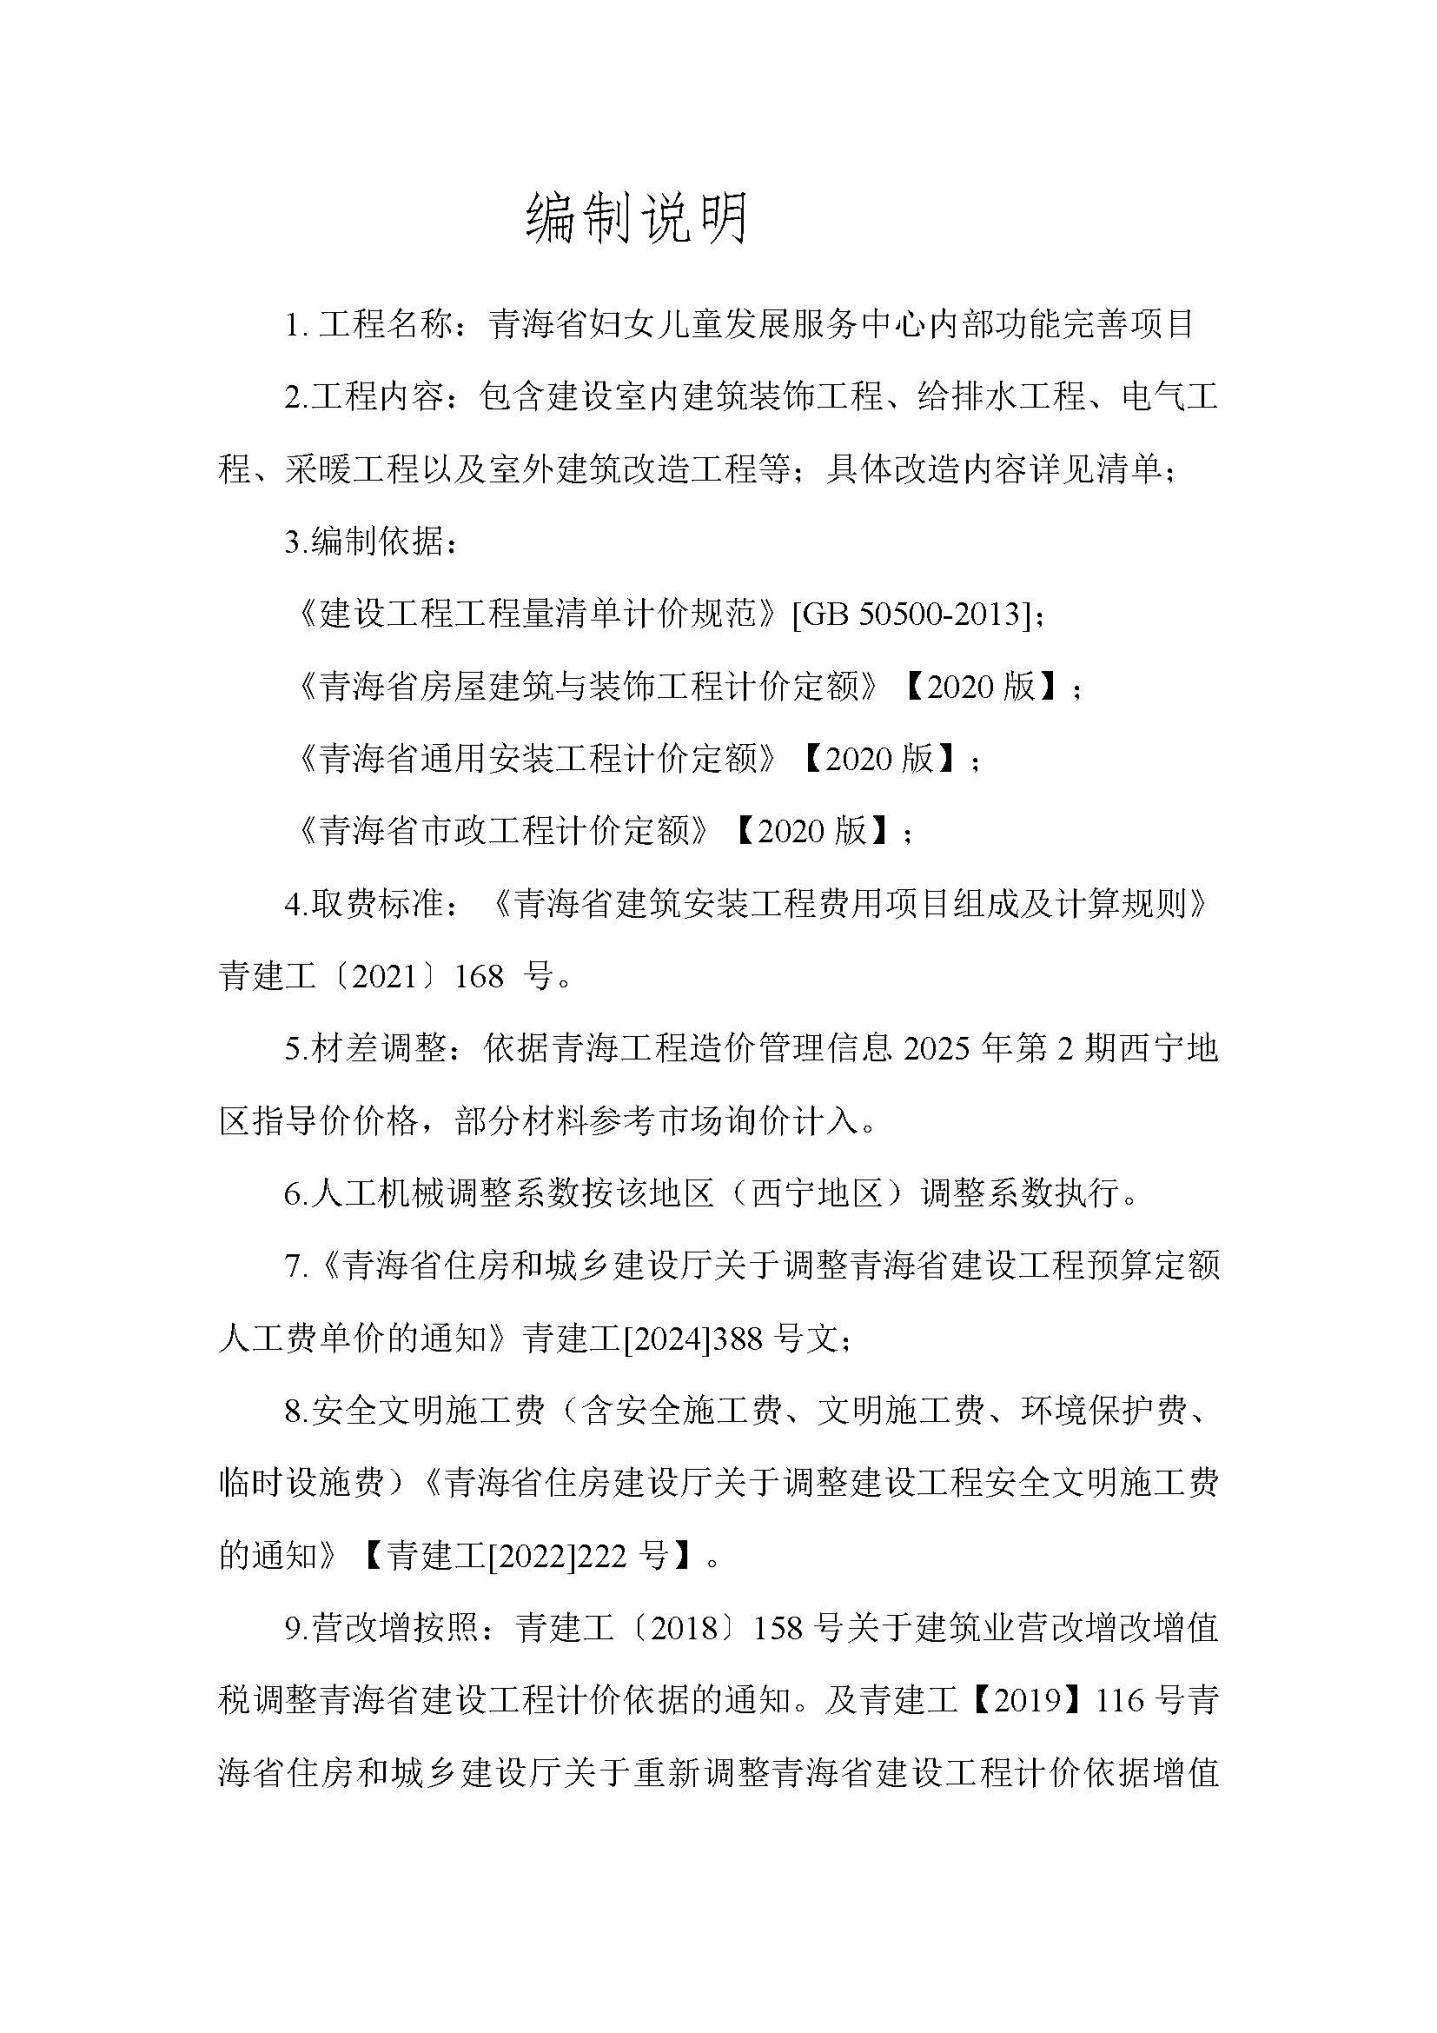 编制说明
1. 工程名称：青海省妇女儿童发展服务中心内部功能完善项目
2.工程内容：包含建设室内建筑装饰工程、给排水工程、电气工
程、采暖工程以及室外建筑改造工程等；具体改造内容详见清单；
3.编制依据：
《建设工程工程量清单计价规范》[GB 50500-2013]；
《青海省房屋建筑与装饰工程计价定额》【2020 版】；
《青海省通用安装工程计价定额》【2020 版】；
《青海省市政工程计价定额》【2020 版】；
4.取费标准：《青海省建筑安装工程费用项目组成及计算规则》
青建工〔2021〕168 号。
5.材差调整：依据青海工程造价管理信息 2025 年第 2 期西宁地
区指导价价格，部分材料参考市场询价计入。
6.人工机械调整系数按该地区（西宁地区）调整系数执行。
7.《青海省住房和城乡建设厅关于调整青海省建设工程预算定额
人工费单价的通知》青建工[2024]388 号文；
8.安全文明施工费（含安全施工费、文明施工费、环境保护费、
临时设施费）《青海省住房建设厅关于调整建设工程安全文明施工费
的通知》【青建工[2022]222 号】。
9.营改增按照：青建工〔2018〕158 号关于建筑业营改增改增值
税调整青海省建设工程计价依据的通知。及青建工【2019】116 号青
海省住房和城乡建设厅关于重新调整青海省建设工程计价依据增值